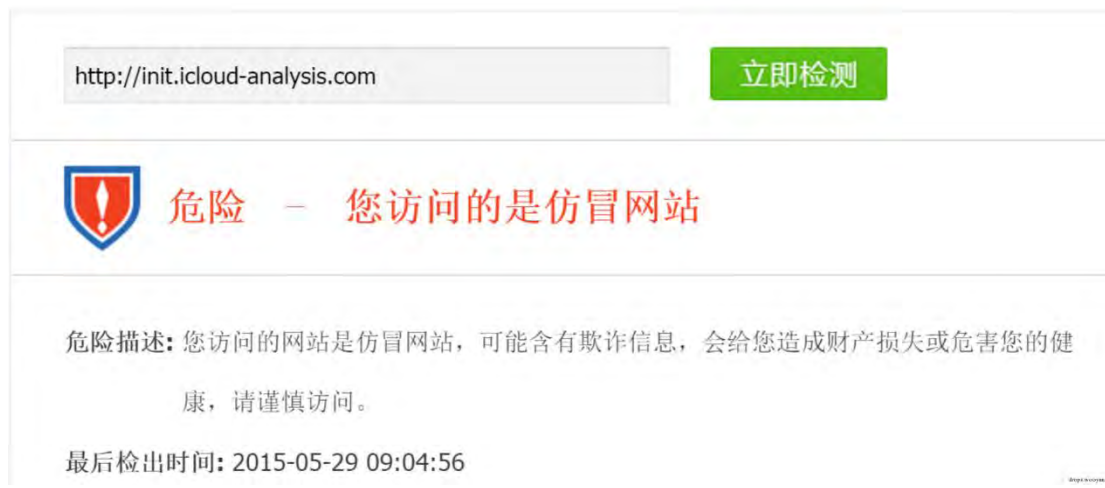 http://init.icloud-analysis.com
立即检测
危险 － 您访问的是仿冒网站
危险描述: 您访问的网站是仿冒网站，可能含有欺诈信息，会给您造成财产损失或危害您的健
康，请谨慎访问。
最后检出时间: 2015-05-29 09:04:56